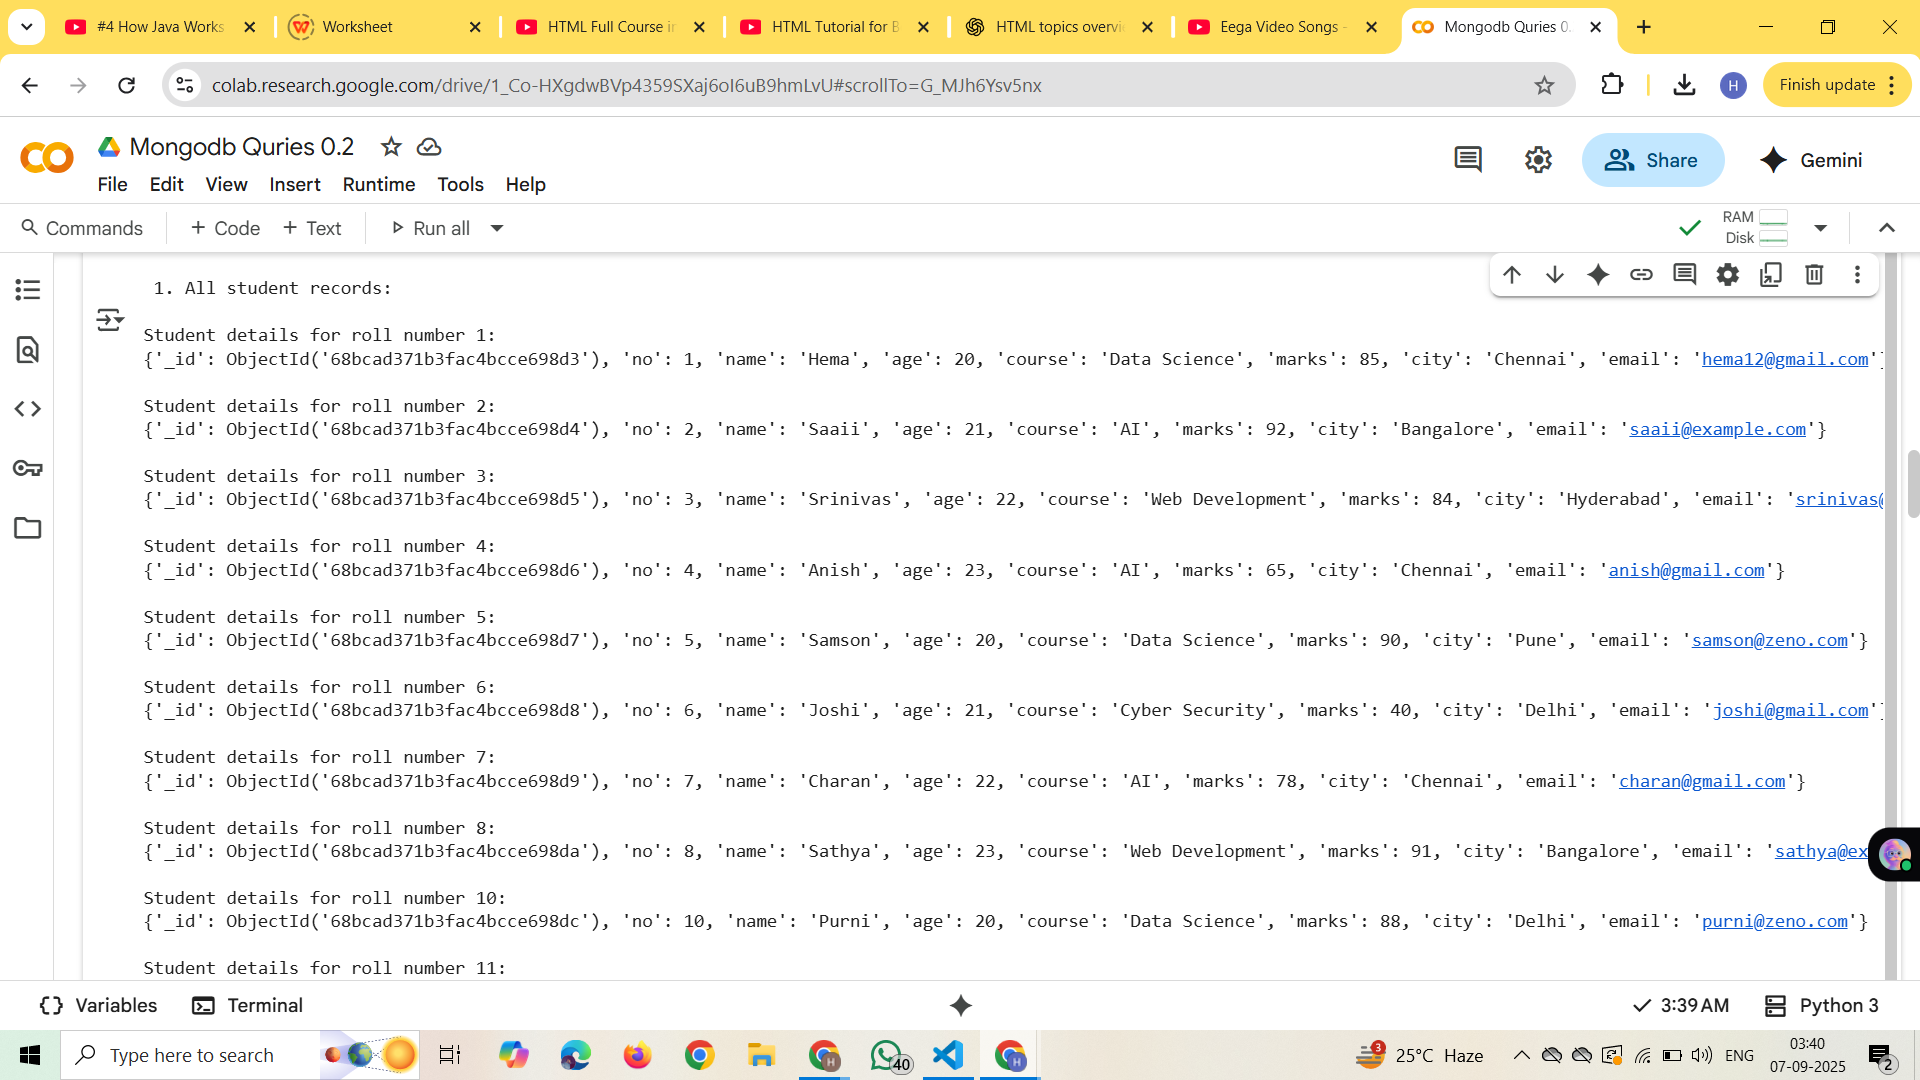 #4 How Java Works
Worksheet
HTML Full Course in
HTML Tutorial for B
HTML topics overvi
Eega Video Songs -
Mongodb Quries 0.
colab.research.google.com/drive/1_Co-HXgdwBVp4359SXaj6oI6uB9hmLvU#scrollTo=G_MJh6Ysv5nx
H
Finish update
Mongodb Quries 0.2
File Edit View Insert Runtime Tools Help
Share
Gemini
Commands + Code + Text Run all
RAM
Disk
1. All student records:
Student details for roll number 1:
{'_id': ObjectId('68bcad371b3fac4bcce698d3'), 'no': 1, 'name': 'Hema', 'age': 20, 'course': 'Data Science', 'marks': 85, 'city': 'Chennai', 'email': 'hema12@gmail.com'}
Student details for roll number 2:
{'_id': ObjectId('68bcad371b3fac4bcce698d4'), 'no': 2, 'name': 'Saaii', 'age': 21, 'course': 'AI', 'marks': 92, 'city': 'Bangalore', 'email': 'saaii@example.com'}
Student details for roll number 3:
{'_id': ObjectId('68bcad371b3fac4bcce698d5'), 'no': 3, 'name': 'Srinivas', 'age': 22, 'course': 'Web Development', 'marks': 84, 'city': 'Hyderabad', 'email': 'srinivas@
Student details for roll number 4:
{'_id': ObjectId('68bcad371b3fac4bcce698d6'), 'no': 4, 'name': 'Anish', 'age': 23, 'course': 'AI', 'marks': 65, 'city': 'Chennai', 'email': 'anish@gmail.com'}
Student details for roll number 5:
{'_id': ObjectId('68bcad371b3fac4bcce698d7'), 'no': 5, 'name': 'Samson', 'age': 20, 'course': 'Data Science', 'marks': 90, 'city': 'Pune', 'email': 'samson@zeno.com'}
Student details for roll number 6:
{'_id': ObjectId('68bcad371b3fac4bcce698d8'), 'no': 6, 'name': 'Joshi', 'age': 21, 'course': 'Cyber Security', 'marks': 40, 'city': 'Delhi', 'email': 'joshi@gmail.com'}
Student details for roll number 7:
{'_id': ObjectId('68bcad371b3fac4bcce698d9'), 'no': 7, 'name': 'Charan', 'age': 22, 'course': 'AI', 'marks': 78, 'city': 'Chennai', 'email': 'charan@gmail.com'}
Student details for roll number 8:
{'_id': ObjectId('68bcad371b3fac4bcce698da'), 'no': 8, 'name': 'Sathya', 'age': 23, 'course': 'Web Development', 'marks': 91, 'city': 'Bangalore', 'email': 'sathya@ex
Student details for roll number 10:
{'_id': ObjectId('68bcad371b3fac4bcce698dc'), 'no': 10, 'name': 'Purni', 'age': 20, 'course': 'Data Science', 'marks': 88, 'city': 'Delhi', 'email': 'purni@zeno.com'}
Student details for roll number 11:
Variables Terminal
3:39 AM Python 3
Type here to search
40
3
25°C Haze
ENG
03:40
07-09-2025
2